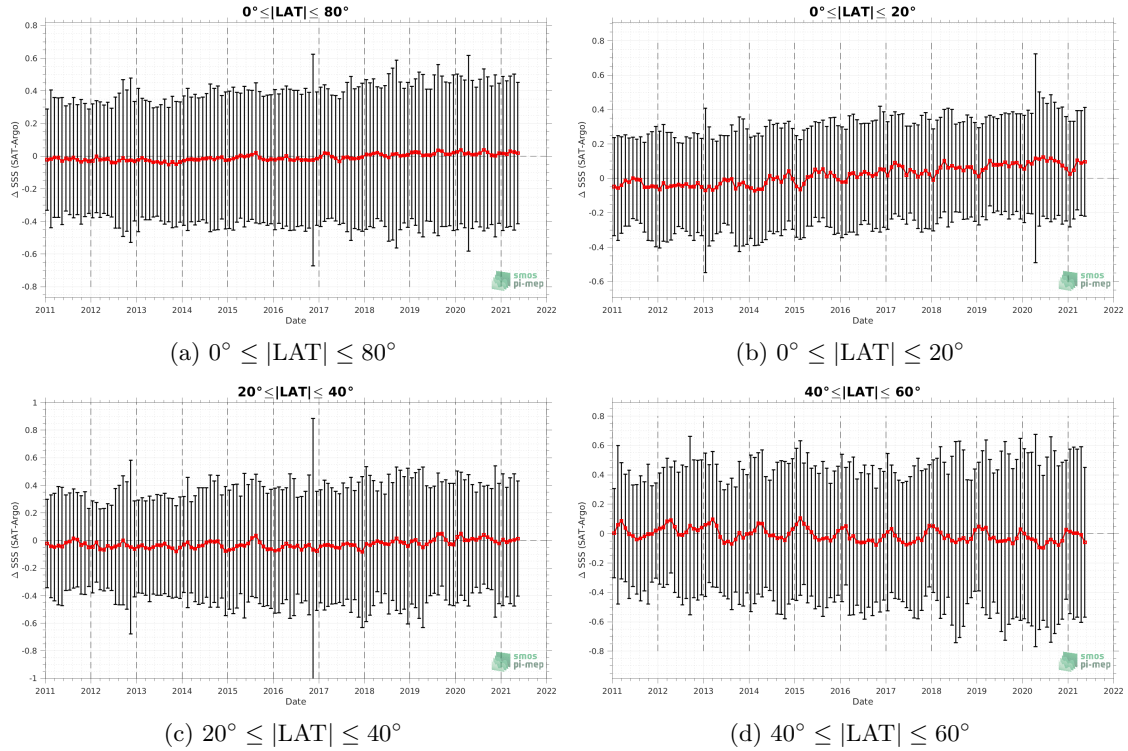 0°≤|LAT|≤ 80°
Δ SSS (SAT-Argo)
0.8
0.6
0.4
0.2
0
-0.2
-0.4
-0.6
-0.8
smos
pi-mep
2011 2012 2013 2014 2015 2016 2017 2018 2019 2020 2021 2022
Date
(a) 0° ≤ |LAT| ≤ 80°
0°≤|LAT|≤ 20°
Δ SSS (SAT-Argo)
0.8
0.6
0.4
0.2
0
-0.2
-0.4
-0.6
smos
pi-mep
2011 2012 2013 2014 2015 2016 2017 2018 2019 2020 2021 2022
Date
(b) 0° ≤ |LAT| ≤ 20°
20°≤|LAT|≤ 40°
Δ SSS (SAT-Argo)
1
0.8
0.6
0.4
0.2
0
-0.2
-0.4
-0.6
-0.8
-1
smos
pi-mep
2011 2012 2013 2014 2015 2016 2017 2018 2019 2020 2021 2022
Date
(c) 20° ≤ |LAT| ≤ 40°
40°≤|LAT|≤ 60°
Δ SSS (SAT-Argo)
0.8
0.6
0.4
0.2
0
-0.2
-0.4
-0.6
-0.8
smos
pi-mep
2011 2012 2013 2014 2015 2016 2017 2018 2019 2020 2021 2022
Date
(d) 40° ≤ |LAT| ≤ 60°